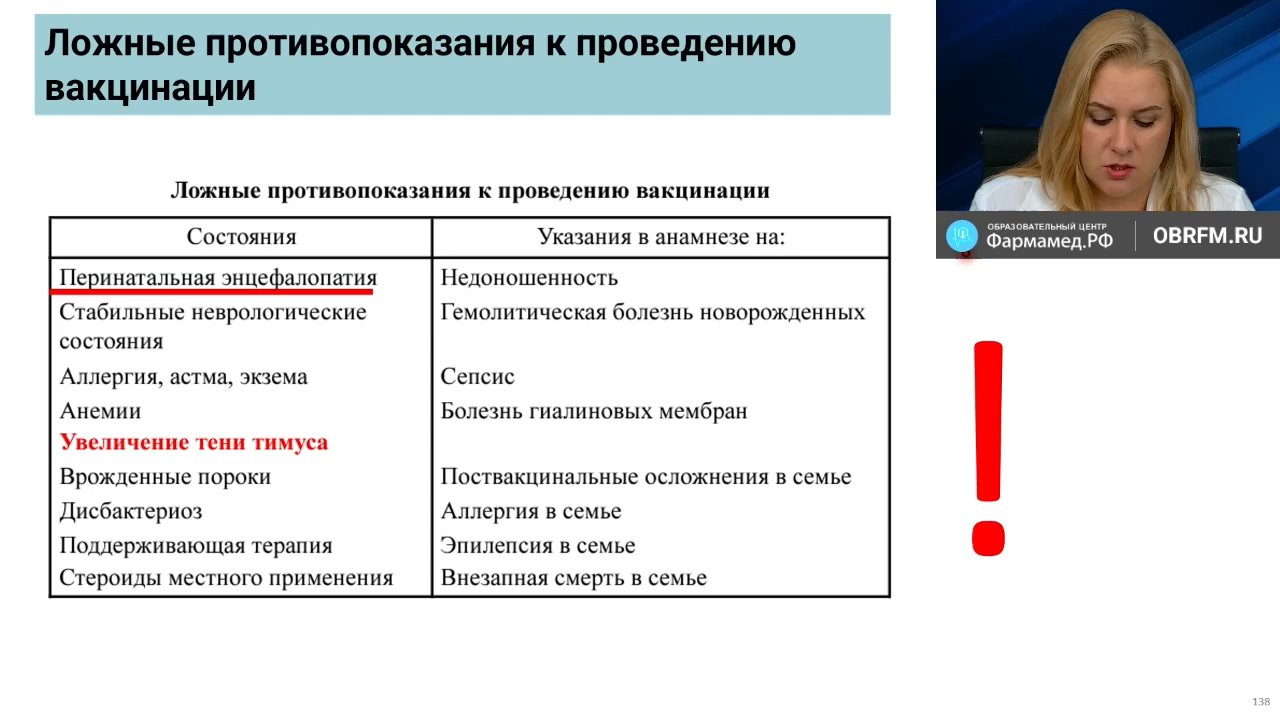 Ложные противопоказания к проведению
вакцинации
ОБРАЗОВАТЕЛЬНЫЙ ЦЕНТР
Фармамед.РФ
OBRFM.RU
Ложные противопоказания к проведению вакцинации
Состояния Указания в анамнезе на:
Перинатальная энцефалопатия Недоношенность
Стабильные неврологические Гемолитическая болезнь новорожденных
состояния
Аллергия, астма, экзема Сепсис
Анемии Болезнь гиалиновых мембран
Увеличение тени тимуса
Врожденные пороки Поствакцинальные осложнения в семье
Дисбактериоз Аллергия в семье
Поддерживающая терапия Эпилепсия в семье
Стероиды местного применения Внезапная смерть в семье
!
138